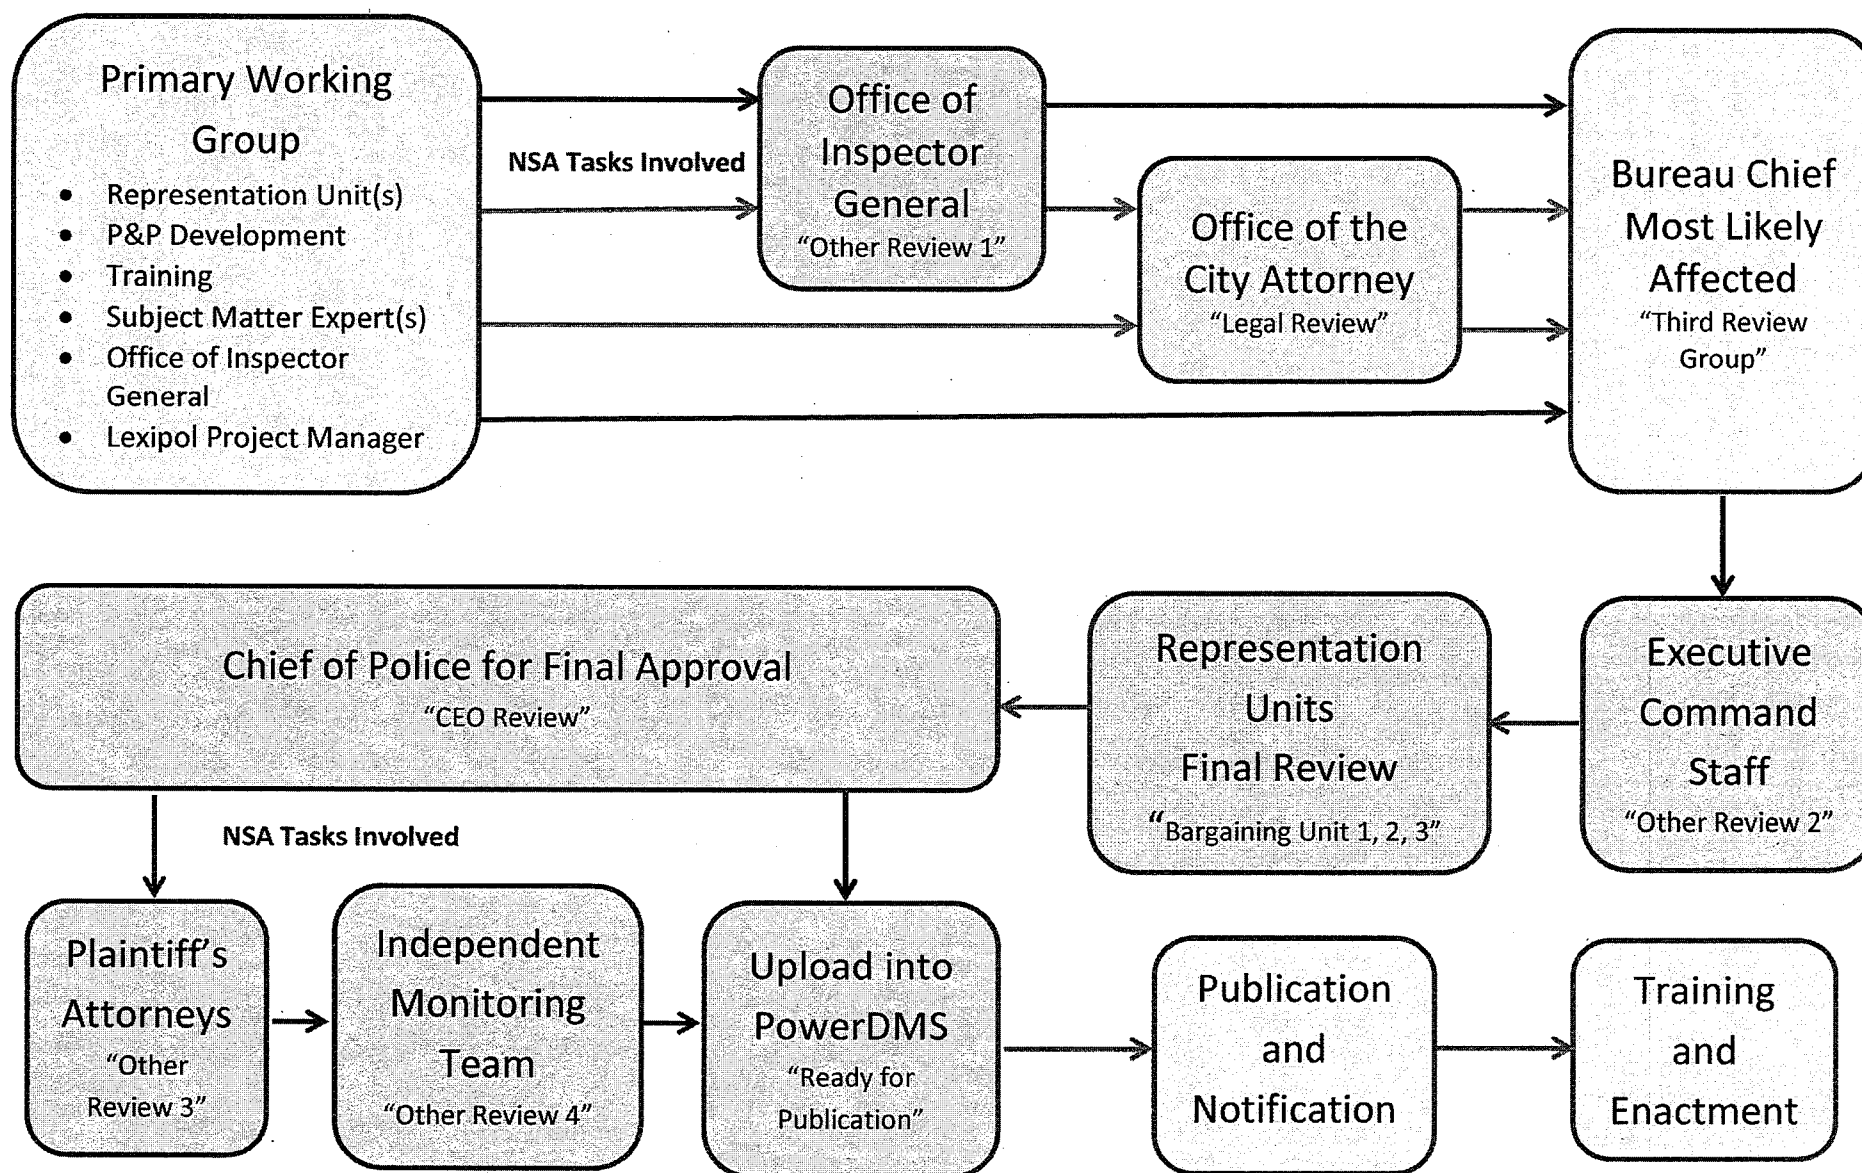 Primary Working
Group
• Representation Unit(s)
• P&P Development
• Training
• Subject Matter Expert(s)
• Office of Inspector
General
• Lexipol Project Manager
NSA Tasks Involved
Office of
Inspector
General
“Other Review 1”
Office of the
City Attorney
“Legal Review”
Bureau Chief
Most Likely
Affected
“Third Review
Group”
Executive
Command
Staff
“Other Review 2”
Representation
Units
Final Review
“Bargaining Unit 1, 2, 3”
Chief of Police for Final Approval
“CEO Review”
NSA Tasks Involved
Plaintiff’s
Attorneys
“Other
Review 3”
Independent
Monitoring
Team
“Other Review 4”
Upload into
PowerDMS
“Ready for
Publication”
Publication
and
Notification
Training
and
Enactment